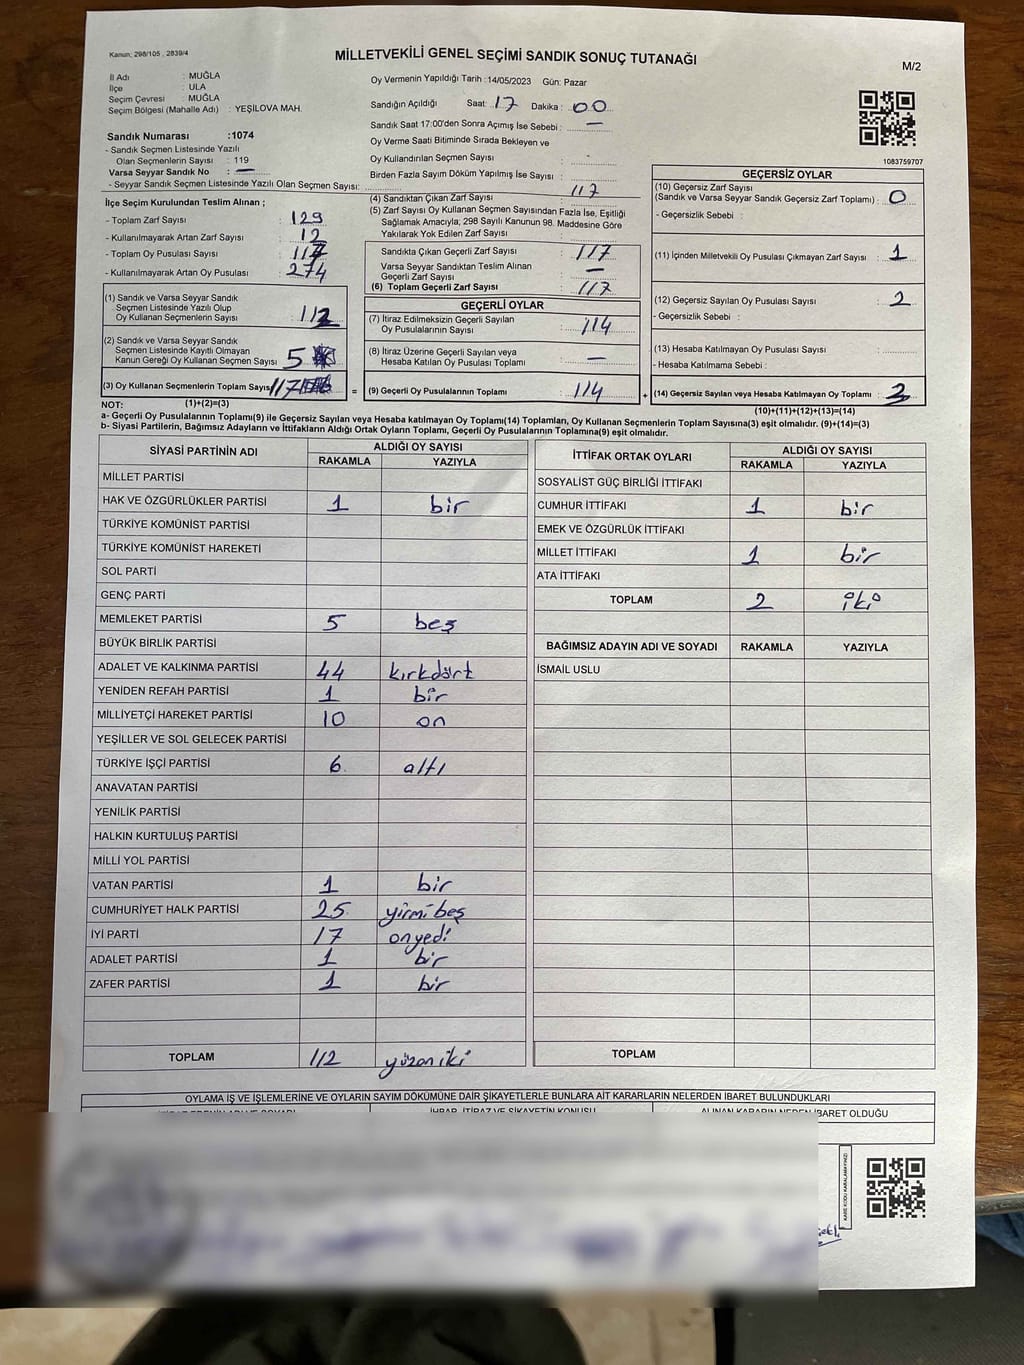 Kanun: 298/105 , 2839/4
MİLLETVEKİLİ GENEL SEÇİMİ SANDIK SONUÇ TUTANAĞI
M/2
İl Adı : MUĞLA
İlçe : ULA
Seçim Çevresi : MUĞLA
Seçim Bölgesi (Mahalle Adı) : YEŞİLOVA MAH.
Oy Vermenin Yapıldığı Tarih :14/05/2023 Gün: Pazar
Sandığın Açıldığı Saat: 17 Dakika : 00
Sandık Saat 17:00'den Sonra Açımış İse Sebebi : —
Oy Verme Saati Bitiminde Sırada Bekleyen ve
Oy Kullandırılan Seçmen Sayısı : -
Birden Fazla Sayım Döküm Yapılmış İse Sayısı :
Sandık Numarası :1074
- Sandık Seçmen Listesinde Yazılı
Olan Seçmenlerin Sayısı : 119
Varsa Seyyar Sandık No : —
- Seyyar Sandık Seçmen Listesinde Yazılı Olan Seçmen Sayısı:
1083759707
İlçe Seçim Kurulundan Teslim Alınan ;
- Toplam Zarf Sayısı : 129
- Kullanılmayarak Artan Zarf Sayısı : 12
- Toplam Oy Pusulası Sayısı :
- Kullanılmayarak Artan Oy Pusulası : 274
(1) Sandık ve Varsa Seyyar Sandık
Seçmen Listesinde Yazılı Olup
Oy Kullanan Seçmenlerin Sayısı : 112
(2) Sandık ve Varsa Seyyar Sandık
Seçmen Listesinde Kayıtlı Olmayan
Kanun Gereği Oy Kullanan Seçmen Sayısı : 5
(3) Oy Kullanan Seçmenlerin Toplam Sayısı 117
(4) Sandıktan Çıkan Zarf Sayısı : 117
(5) Zarf Sayısı Oy Kullanan Seçmen Sayısından Fazla İse, Eşitliği
Sağlamak Amacıyla, 298 Sayılı Kanunun 98. Maddesine Göre
Yakılarak Yok Edilen Zarf Sayısı :
Sandıkta Çıkan Geçerli Zarf Sayısı : 117
Varsa Seyyar Sandıktan Teslim Alınan
Geçerli Zarf Sayısı : —
(6) Toplam Geçerli Zarf Sayısı : 117
GEÇERLİ OYLAR
(7) İtiraz Edilmeksizin Geçerli Sayılan
Oy Pusulalarının Sayısı : 114
(8) İtiraz Üzerine Geçerli Sayılan veya
Hesaba Katılan Oy Pusulası Toplamı : —
= (9) Geçerli Oy Pusulalarının Toplamı : 114 +
GEÇERSİZ OYLAR
(10) Geçersiz Zarf Sayısı
(Sandık ve Varsa Seyyar Sandık Geçersiz Zarf Toplamı) : 0
- Geçersizlik Sebebi :
(11) İçinden Milletvekili Oy Pusulası Çıkmayan Zarf Sayısı : 1
(12) Geçersiz Sayılan Oy Pusulası Sayısı : 2
- Geçersizlik Sebebi :
(13) Hesaba Katılmayan Oy Pusulası Sayısı :
- Hesaba Katılmama Sebebi :
(14) Geçersiz Sayılan veya Hesaba Katılmayan Oy Toplamı : 3
NOT: (1)+(2)=(3)
(10)+(11)+(12)+(13)=(14)
a- Geçerli Oy Pusulalarının Toplamı(9) ile Geçersiz Sayılan veya Hesaba katılmayan Oy Toplamı(14) Toplamları, Oy Kullanan Seçmenlerin Toplam Sayısına(3) eşit olmalıdır. (9)+(14)=(3)
b- Siyasi Partilerin, Bağımsız Adayların ve İttifakların Aldığı Ortak Oyların Toplamı, Geçerli Oy Pusulalarının Toplamına(9) eşit olmalıdır.
SİYASİ PARTİNİN ADI ALDIĞI OY SAYISI
RAKAMLA YAZIYLA
MİLLET PARTİSİ
HAK VE ÖZGÜRLÜKLER PARTİSİ 1 bir
TÜRKİYE KOMÜNİST PARTİSİ
TÜRKİYE KOMÜNİST HAREKETİ
SOL PARTİ
GENÇ PARTİ
MEMLEKET PARTİSİ 5 beş
BÜYÜK BİRLİK PARTİSİ
ADALET VE KALKINMA PARTİSİ 44 kırkdört
YENİDEN REFAH PARTİSİ 1 bir
MİLLİYETÇİ HAREKET PARTİSİ 10 on
YEŞİLLER VE SOL GELECEK PARTİSİ
TÜRKİYE İŞÇİ PARTİSİ 6 altı
ANAVATAN PARTİSİ
YENİLİK PARTİSİ
HALKIN KURTULUŞ PARTİSİ
MİLLİ YOL PARTİSİ
VATAN PARTİSİ 1 bir
CUMHURİYET HALK PARTİSİ 25 yirmibeş
İYİ PARTİ 17 onyedi
ADALET PARTİSİ 1 bir
ZAFER PARTİSİ 1 bir
TOPLAM 112 yüzoniki
İTTİFAK ORTAK OYLARI ALDIĞI OY SAYISI
RAKAMLA YAZIYLA
SOSYALİST GÜÇ BİRLİĞİ İTTİFAKI
CUMHUR İTTİFAKI 1 bir
EMEK VE ÖZGÜRLÜK İTTİFAKI
MİLLET İTTİFAKI 1 bir
ATA İTTİFAKI
TOPLAM 2 iki
BAĞIMSIZ ADAYIN ADI VE SOYADI RAKAMLA YAZIYLA
İSMAİL USLU
TOPLAM
OYLAMA İŞ VE İŞLEMLERİNE VE OYLARIN SAYIM DÖKÜMÜNE DAİR ŞİKAYETLERLE BUNLARA AİT KARARLARIN NELERDEN İBARET BULUNDUKLARI
İHBAR, İTİRAZ VE ŞİKAYETİN KONUSU ALINAN KARARIN NEDEN İBARET OLDUĞU
KARE KODU KARALAMAYINIZ!